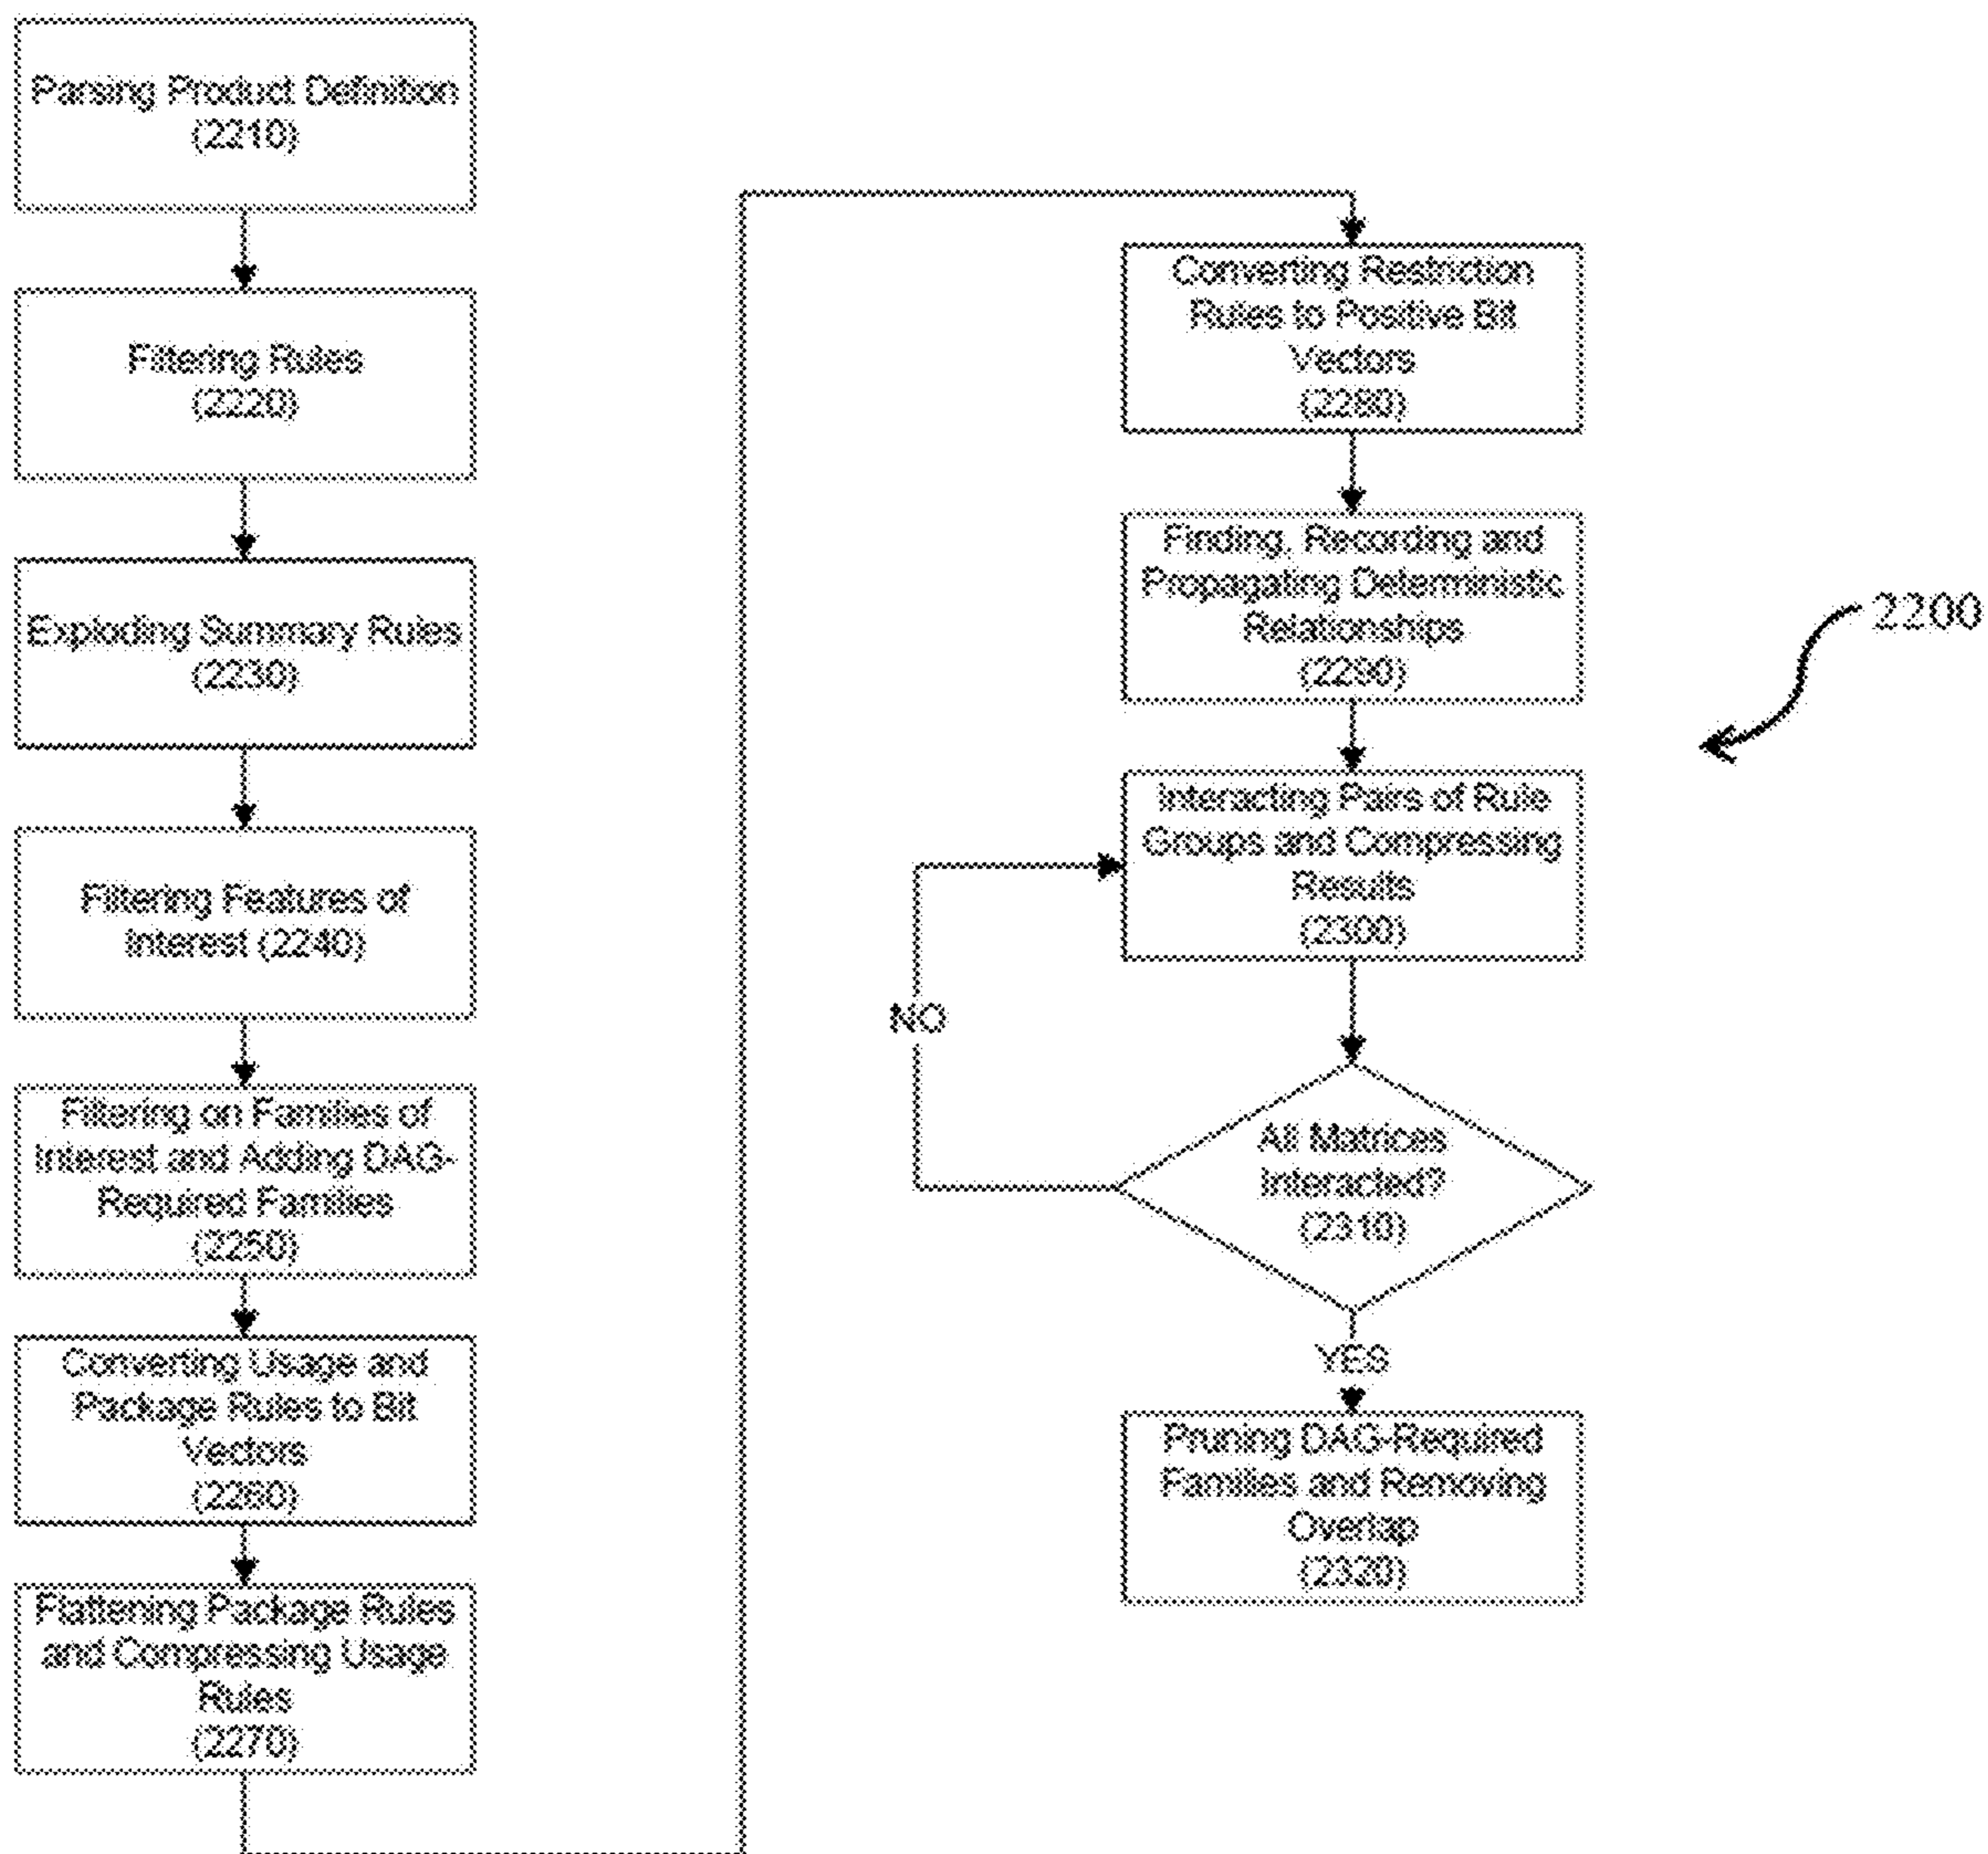 Parsing Product Definition
(2210)
Filtering Rules
(2220)
Exploding Summary Rules
(2230)
Filtering Features of
Interest (2240)
Filtering on Families of
Interest and Adding DAG-
Required Families
(2250)
Converting Usage and
Package Rules to Bit
Vectors
(2260)
Flattening Package Rules
and Compressing Usage
Rules
(2270)
Converting Restriction
Rules to Positive Bit
Vectors
(2280)
Finding, Recording and
Propagating Deterministic
Relationships
(2290)
Interacting Pairs of Rule
Groups and Compressing
Results
(2300)
NO
All Matrices
Interacted?
(2310)
YES
Pruning DAG-Required
Families and Removing
Overlap
(2320)
2200